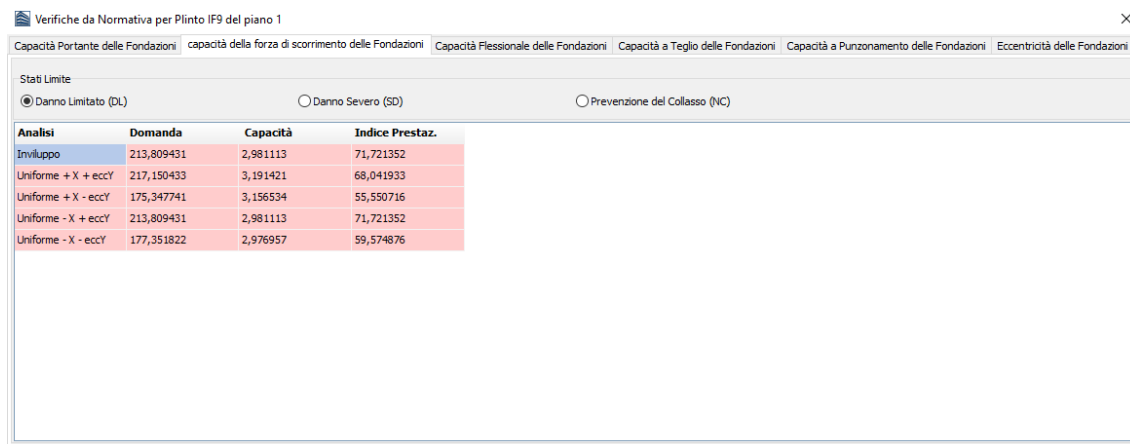 Verifiche da Normativa per Plinto IF9 del piano 1
Capacità Portante delle Fondazioni capacità della forza di scorrimento delle Fondazioni Capacità Flessionale delle Fondazioni Capacità a Teglio delle Fondazioni Capacità a Punzonamento delle Fondazioni Eccentricità delle Fondazioni
Stati Limite
Danno Limitato (DL) Danno Severo (SD) Prevenzione del Collasso (NC)
Analisi Domanda Capacità Indice Prestaz.
Inviluppo 213,809431 2,981113 71,721352
Uniforme + X + eccY 217,150433 3,191421 68,041933
Uniforme + X - eccY 175,347741 3,156534 55,550716
Uniforme - X + eccY 213,809431 2,981113 71,721352
Uniforme - X - eccY 177,351822 2,976957 59,574876